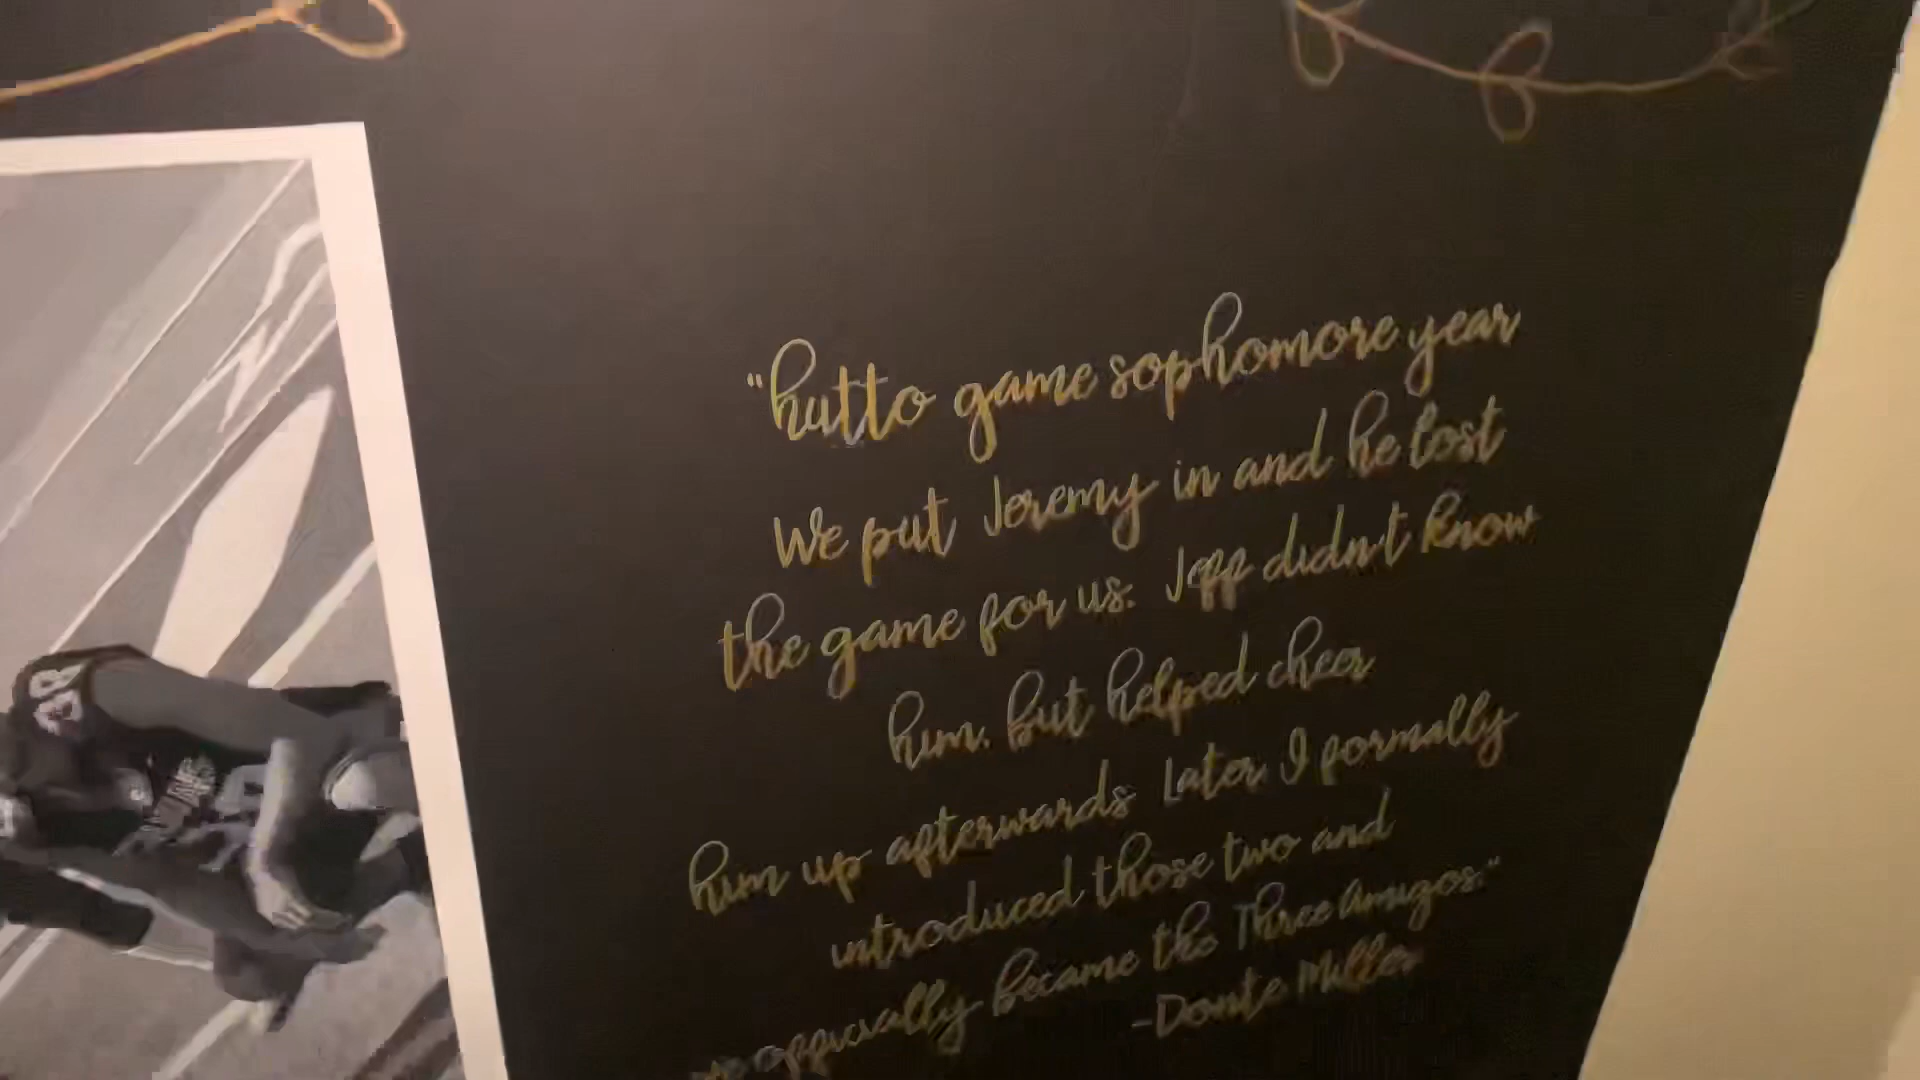 "hutto game sophomore year
We put Jeremy in and he lost
the game for us. Jeff didn't know
him. but helped cheer
him up afterwards Later I formally
introduced those two and
we officially became the Three Amigos."
-Donte Miller